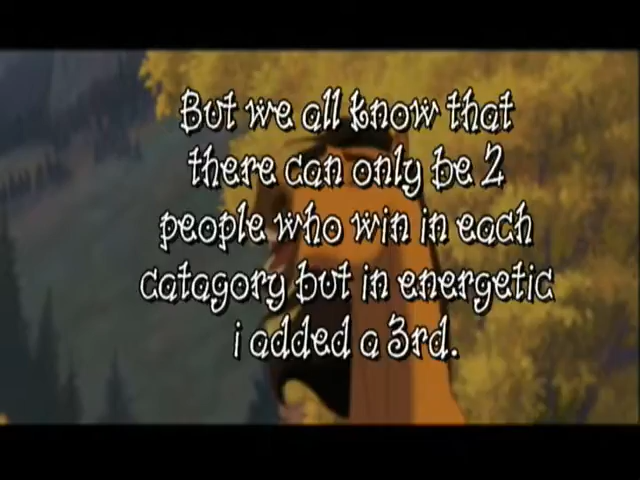 But we all know that
there can only be 2
people who win in each
catagory but in energetic
i added a 3rd.